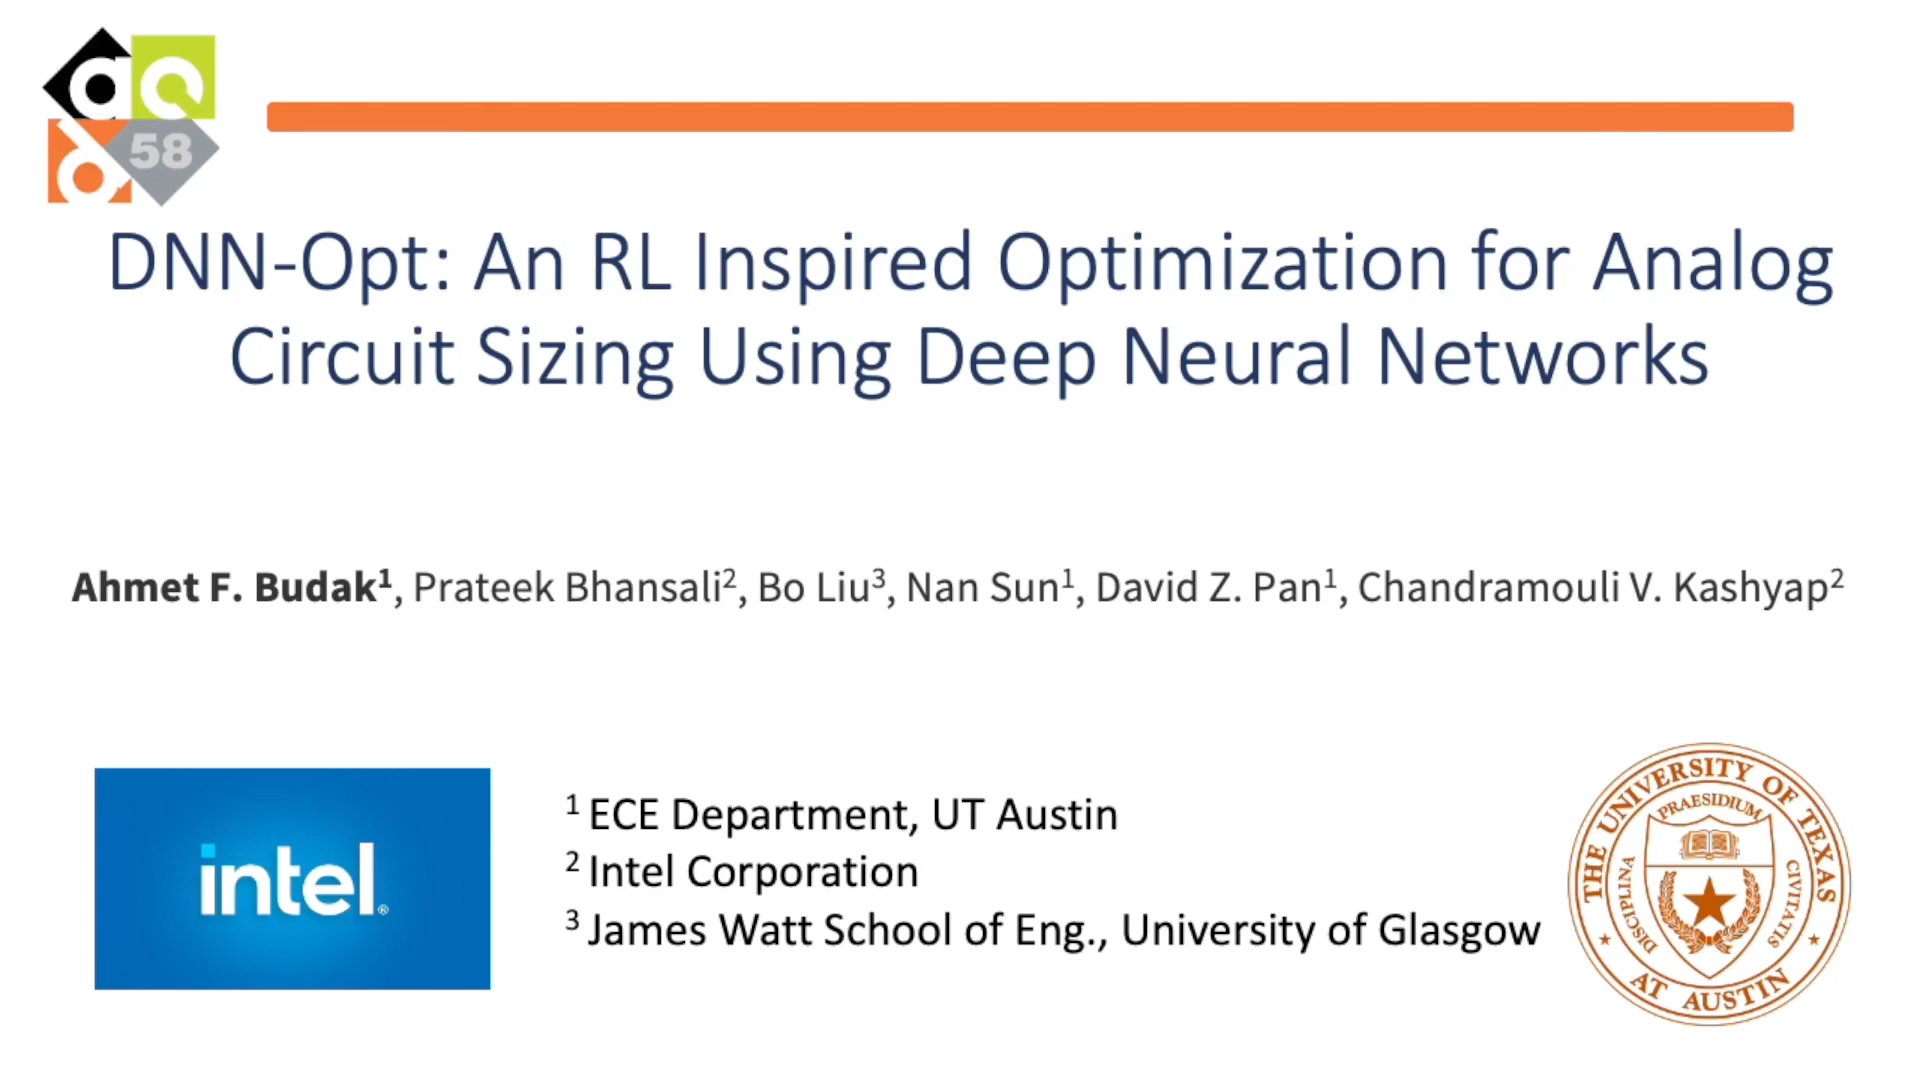 dac
58
DNN-Opt: An RL Inspired Optimization for Analog
Circuit Sizing Using Deep Neural Networks
Ahmet F. Budak¹, Prateek Bhansali², Bo Liu³, Nan Sun¹, David Z. Pan¹, Chandramouli V. Kashyap²
intel®
¹ ECE Department, UT Austin
² Intel Corporation
³ James Watt School of Eng., University of Glasgow
THE UNIVERSITY OF TEXAS
PRAESIDIUM
DISCIPLINA
CIVITATIS
AT AUSTIN